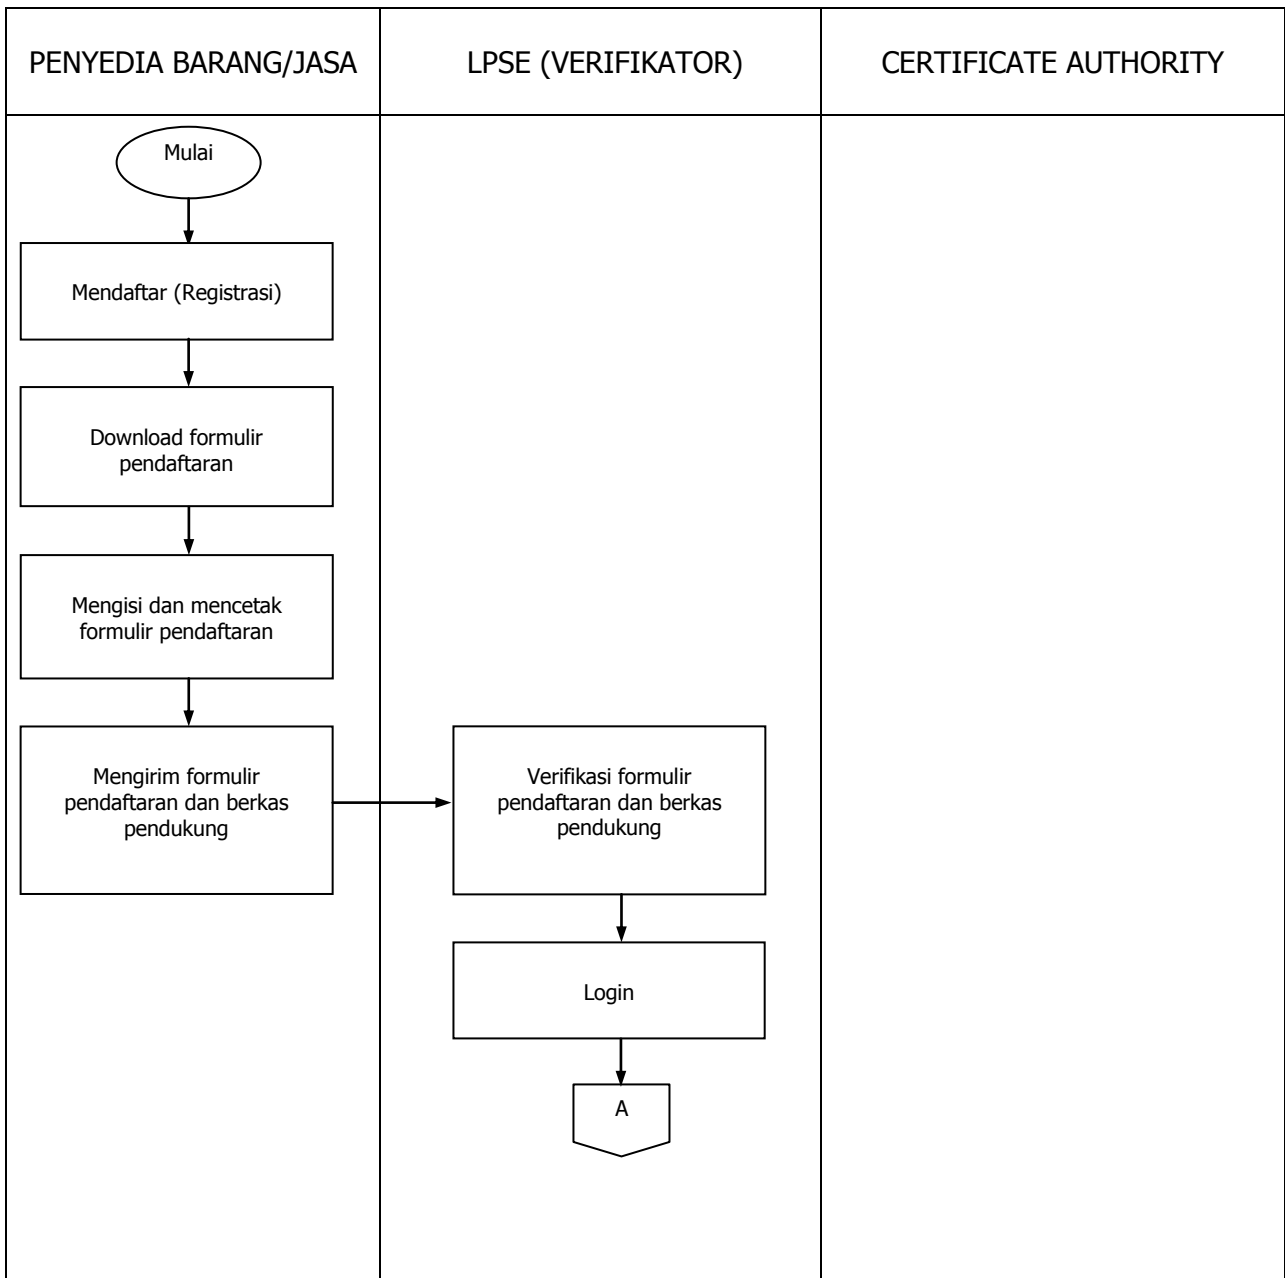 PENYEDIA BARANG/JASA
LPSE (VERIFIKATOR)
CERTIFICATE AUTHORITY
Mulai
Mendaftar (Registrasi)
Download formulir
pendaftaran
Mengisi dan mencetak
formulir pendaftaran
Mengirim formulir
pendaftaran dan berkas
pendukung
Verifikasi formulir
pendaftaran dan berkas
pendukung
Login
A